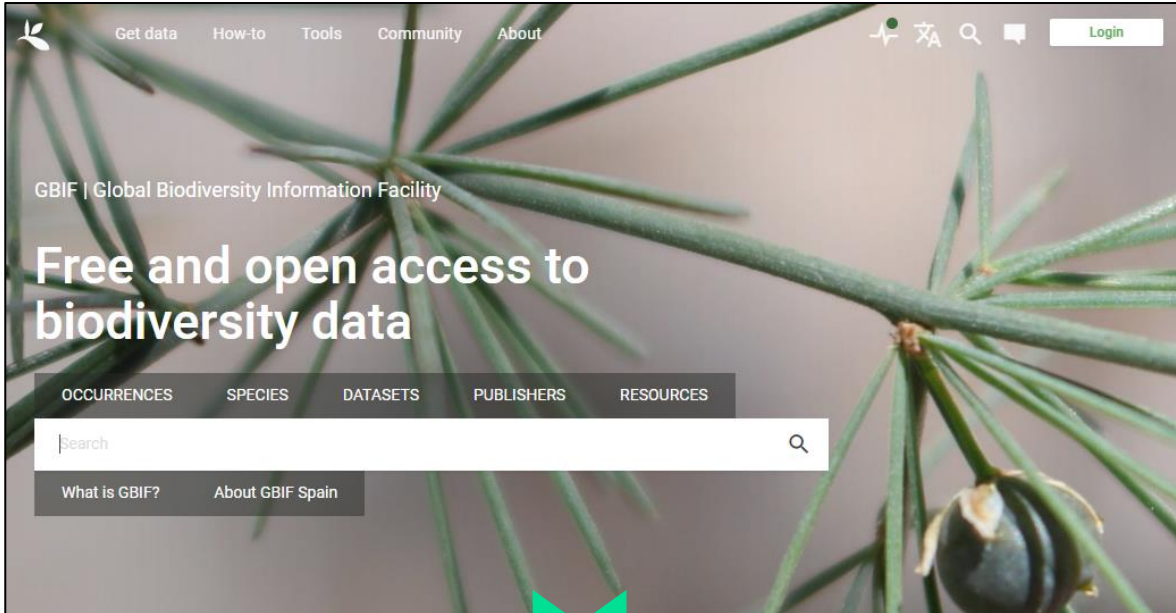 Get data How-to Tools Community About Login
GBIF | Global Biodiversity Information Facility
Free and open access to
biodiversity data
OCCURRENCES SPECIES DATASETS PUBLISHERS RESOURCES
Search
What is GBIF? About GBIF Spain